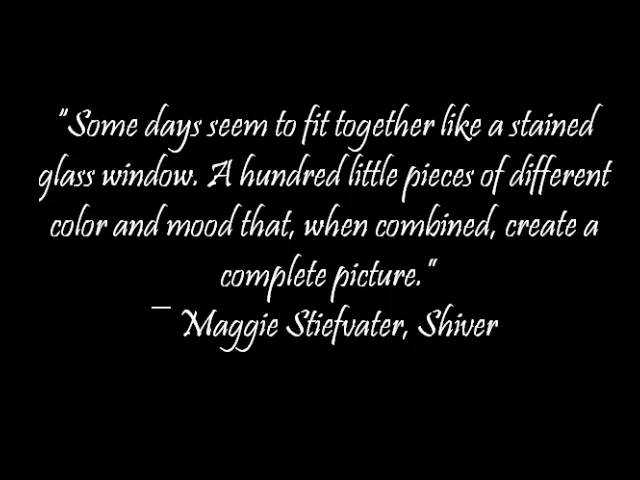 "Some days seem to fit together like a stained
glass window. A hundred little pieces of different
color and mood that, when combined, create a
complete picture."
― Maggie Stiefvater, Shiver